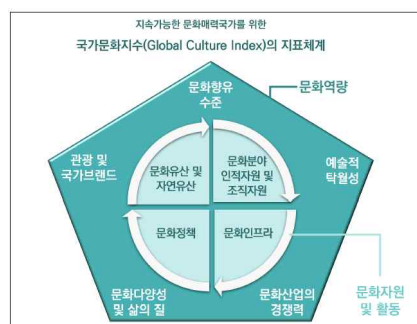 지속가능한 문화매력국가를 위한
국가문화지수(Global Culture Index)의 지표체계
문화향유
수준
문화역량
관광 및
국가브랜드
문화유산 및
자연유산
문화분야
인적자원 및
조직자원
예술적
탁월성
문화정책
문화인프라
문화다양성
및 삶의 질
문화산업의
경쟁력
문화자원
및 활동